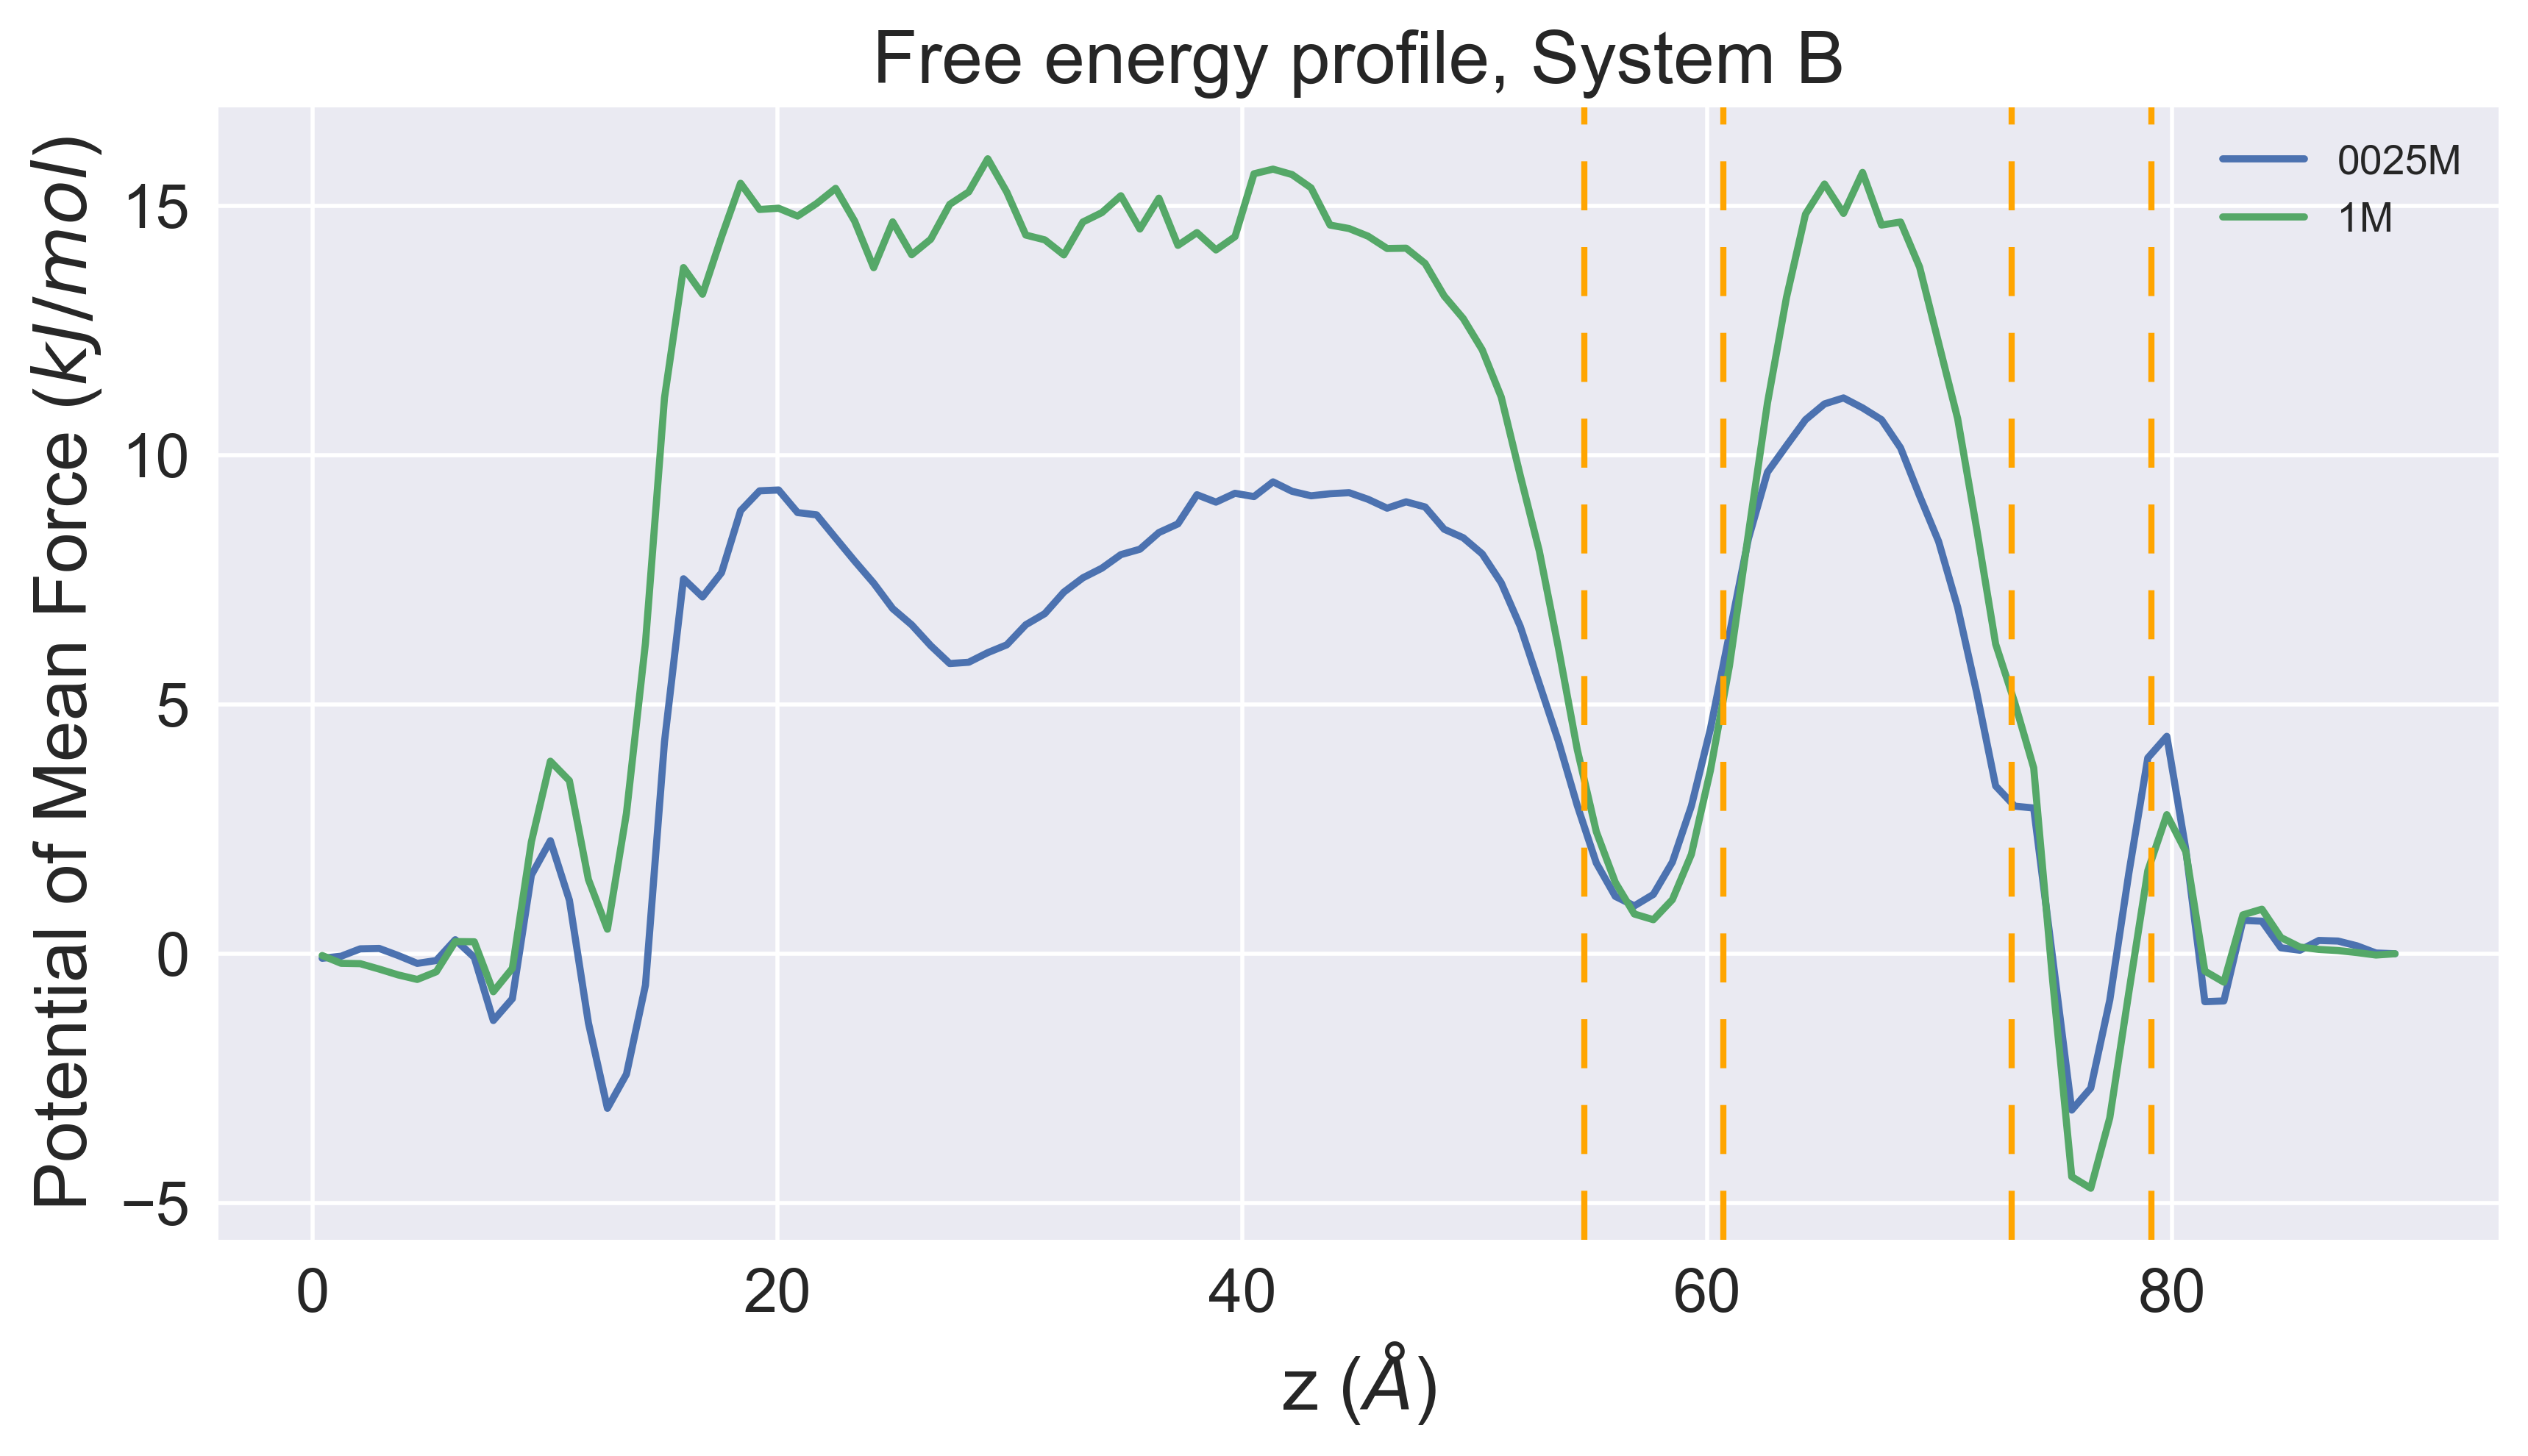 Free energy profile, System B
Potential of Mean Force (kJ/mol)
15
10
5
0
−5
0025M
1M
0 20 40 60 80
z (Å)